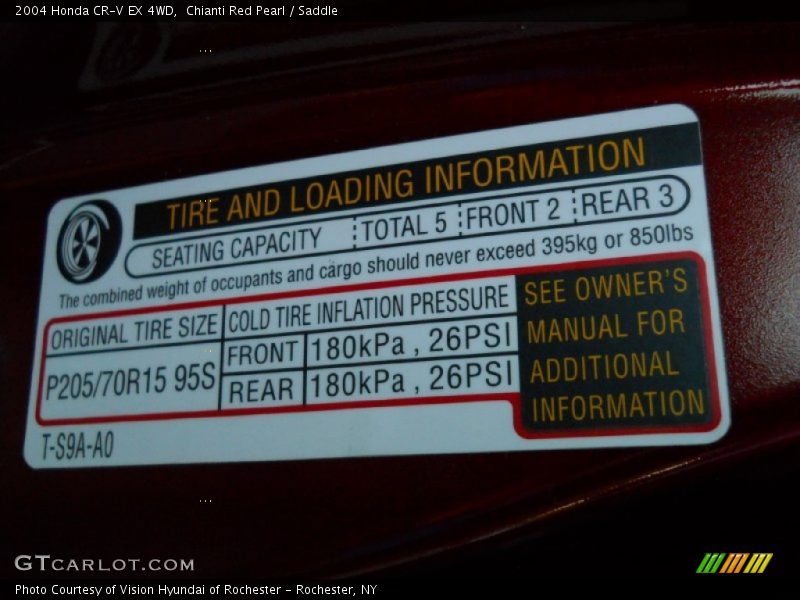 2004 Honda CR-V EX 4WD, Chianti Red Pearl / Saddle
TIRE AND LOADING INFORMATION
SEATING CAPACITY TOTAL 5 FRONT 2 REAR 3
The combined weight of occupants and cargo should never exceed 395kg or 850lbs
ORIGINAL TIRE SIZE COLD TIRE INFLATION PRESSURE
P205/70R15 95S
FRONT 180kPa , 26PSI
REAR 180kPa , 26PSI
SEE OWNER'S
MANUAL FOR
ADDITIONAL
INFORMATION
T-S9A-A0
GTCARLOT.COM
Photo Courtesy of Vision Hyundai of Rochester - Rochester, NY